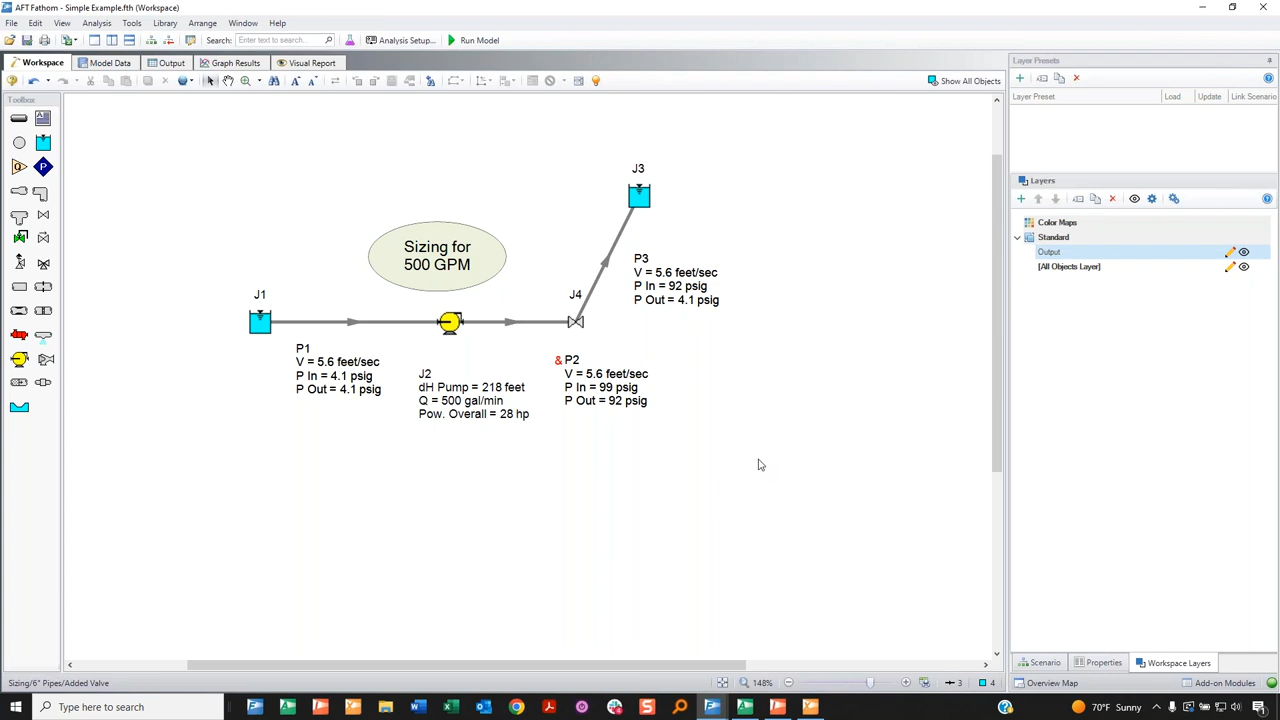 AFT Fathom - Simple Example.fth (Workspace)
File Edit View Analysis Tools Library Arrange Window Help
Search: Enter text to search.. Analysis Setup... Run Model
Workspace Model Data Output Graph Results Visual Report
Show All Objects
Toolbox
Layer Presets
Layer Preset Load Update Link Scenario
Layers
Color Maps
Standard
Output
[All Objects Layer]
J3
Sizing for
500 GPM
P3
V = 5.6 feet/sec
P In = 92 psig
P Out = 4.1 psig
J1
J4
P1
V = 5.6 feet/sec
P In = 4.1 psig
P Out = 4.1 psig
J2
dH Pump = 218 feet
Q = 500 gal/min
Pow. Overall = 28 hp
& P2
V = 5.6 feet/sec
P In = 99 psig
P Out = 92 psig
Scenario Properties Workspace Layers
Sizing/6" Pipes/Added Valve
148%
3
4
Overview Map
Add-on Modules
Type here to search
70°F Sunny